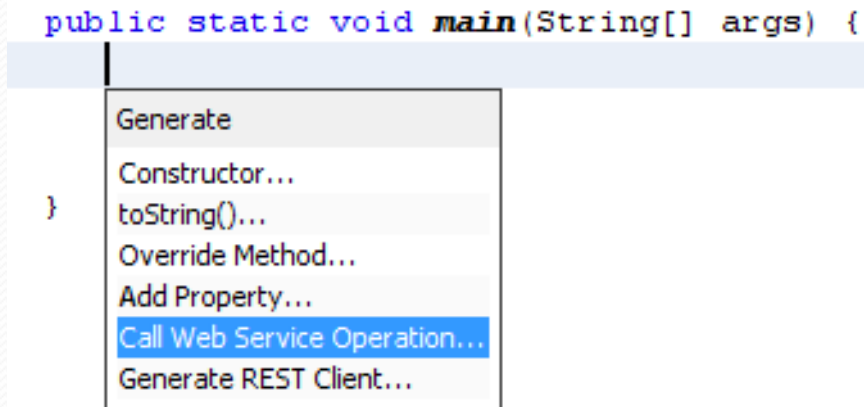 public static void main(String[] args) {
Generate
Constructor...
}
toString()...
Override Method...
Add Property...
Call Web Service Operation...
Generate REST Client...